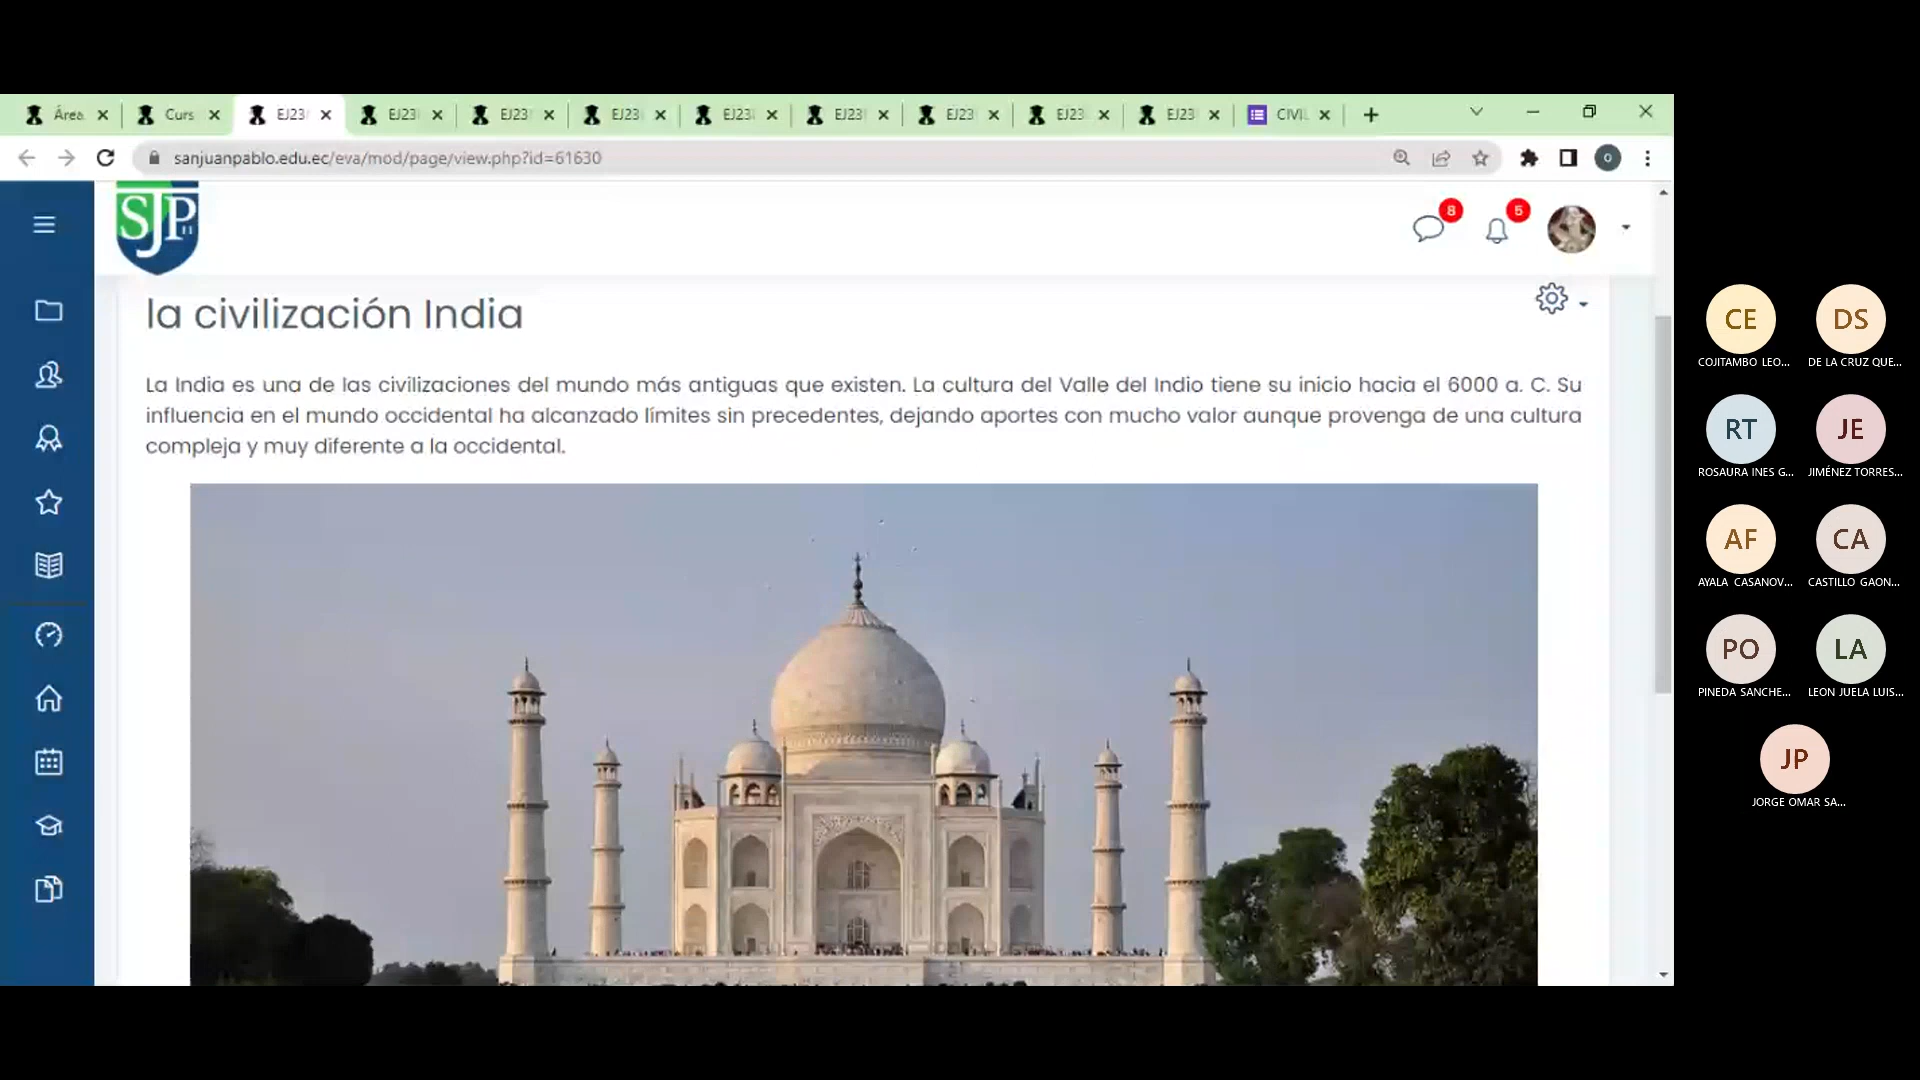 Área
Curs
EJ23
EJ23
EJ23
EJ23
EJ23
EJ23
EJ23
EJ23
EJ23
CIVIL
sanjuanpablo.edu.ec/eva/mod/page/view.php?id=61630
O
SJP II
8
5
la civilización India
La India es una de las civilizaciones del mundo más antiguas que existen. La cultura del Valle del Indio tiene su inicio hacia el 6000 a. C. Su
influencia en el mundo occidental ha alcanzado límites sin precedentes, dejando aportes con mucho valor aunque provenga de una cultura
compleja y muy diferente a la occidental.
CE
COJITAMBO LEO...
DS
DE LA CRUZ QUE...
RT
ROSAURA INES G...
JE
JIMÉNEZ TORRES...
AF
AYALA CASANOV...
CA
CASTILLO GAON...
PO
PINEDA SANCHE...
LA
LEON JUELA LUIS...
JP
JORGE OMAR SA...